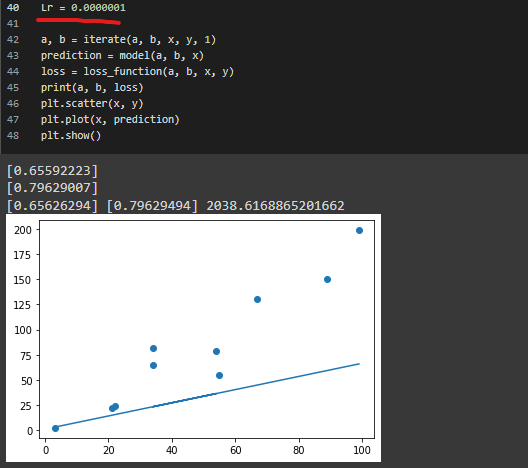 40 Lr = 0.0000001
41
42 a, b = iterate(a, b, x, y, 1)
43 prediction = model(a, b, x)
44 loss = loss_function(a, b, x, y)
45 print(a, b, loss)
46 plt.scatter(x, y)
47 plt.plot(x, prediction)
48 plt.show()
[0.65592223]
[0.79629007]
[0.65626294] [0.79629494] 2038.6168865201662
200
175
150
125
100
75
50
25
0
0 20 40 60 80 100